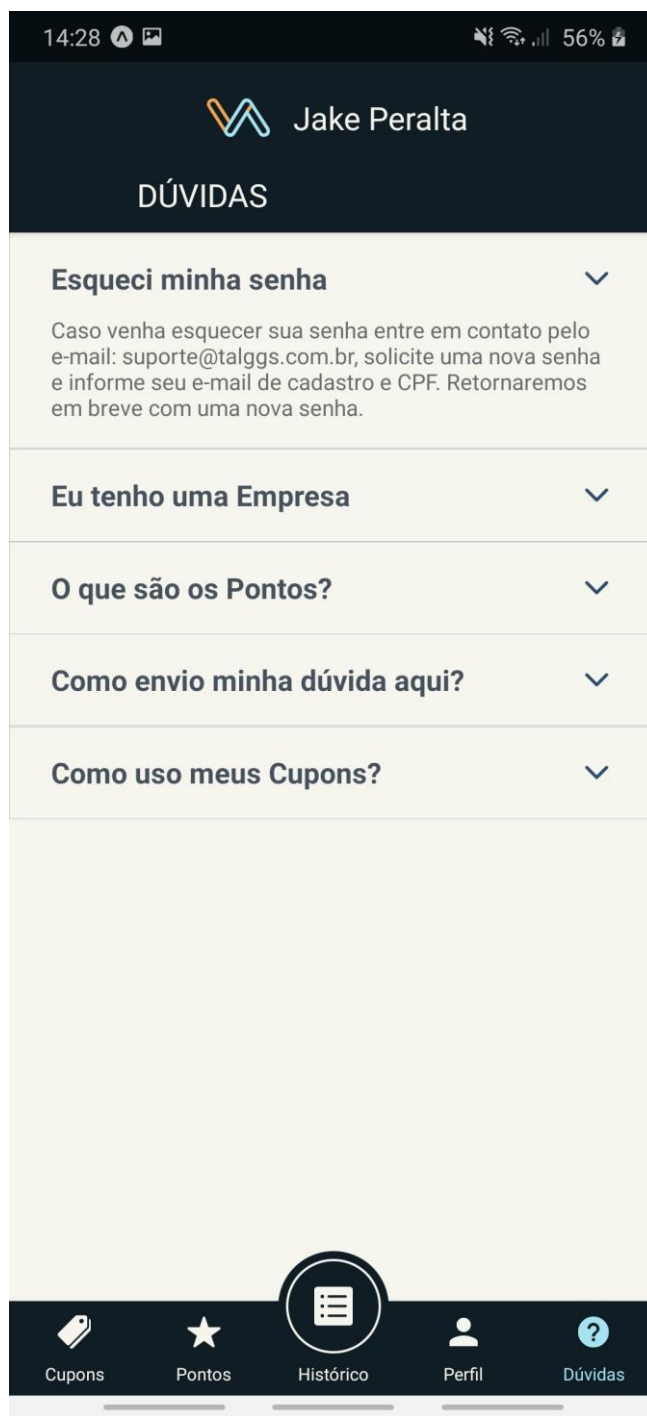 14:28
56%
Jake Peralta
DÚVIDAS
Esqueci minha senha
Caso venha esquecer sua senha entre em contato pelo
e-mail: suporte@talggs.com.br, solicite uma nova senha
e informe seu e-mail de cadastro e CPF. Retornaremos
em breve com uma nova senha.
Eu tenho uma Empresa
O que são os Pontos?
Como envio minha dúvida aqui?
Como uso meus Cupons?
Cupons
Pontos
Histórico
Perfil
Dúvidas